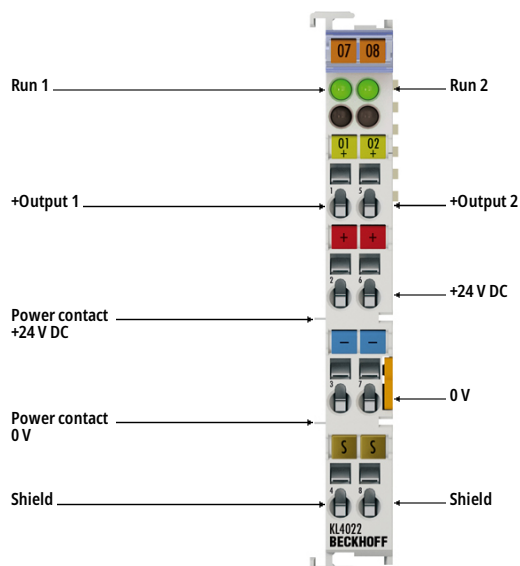 07 08
Run 1
Run 2
01 02
+ +
1 5
+Output 1
+Output 2
+ +
2 6
+24 V DC
Power contact
+24 V DC
− −
3 7
0 V
Power contact
0 V
S S
4 8
Shield
Shield
KL4022
BECKHOFF